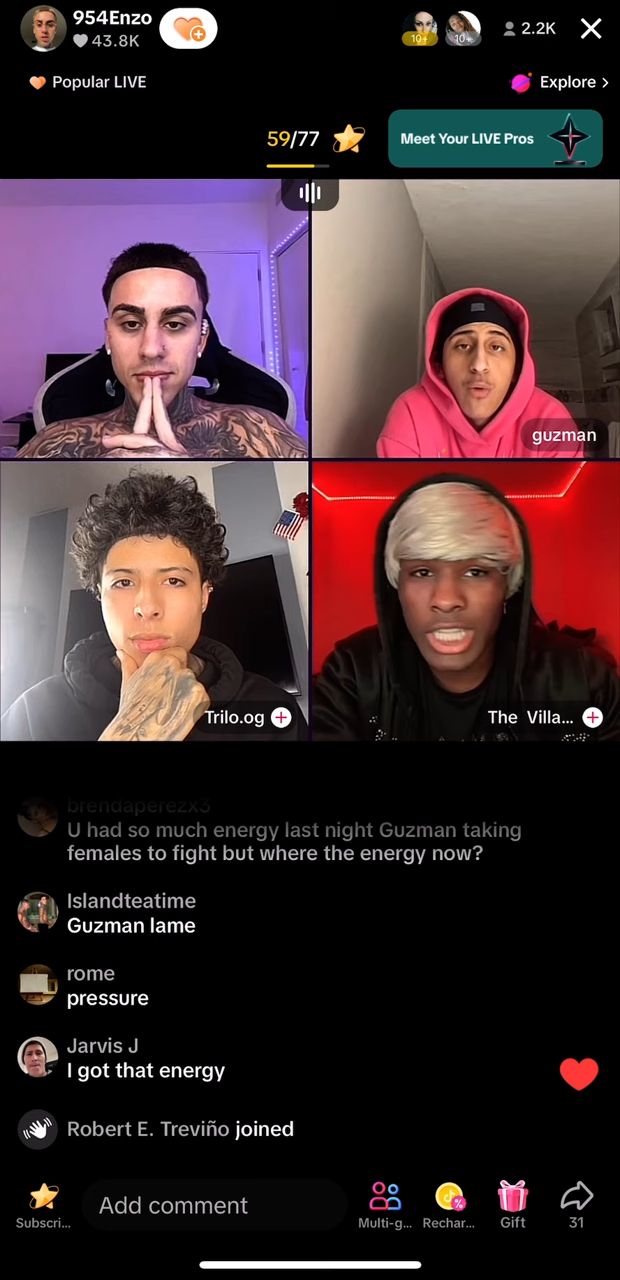 954Enzo
43.8K
10+
10+
2.2K
Popular LIVE
Explore >
59/77
Meet Your LIVE Pros
guzman
Trilo.og
The Villa...
brendaperezx3
U had so much energy last night Guzman taking
females to fight but where the energy now?
Islandteatime
Guzman lame
rome
pressure
Jarvis J
I got that energy
Robert E. Treviño joined
Add comment
Subscri...
Multi-g...
Rechar...
Gift
31